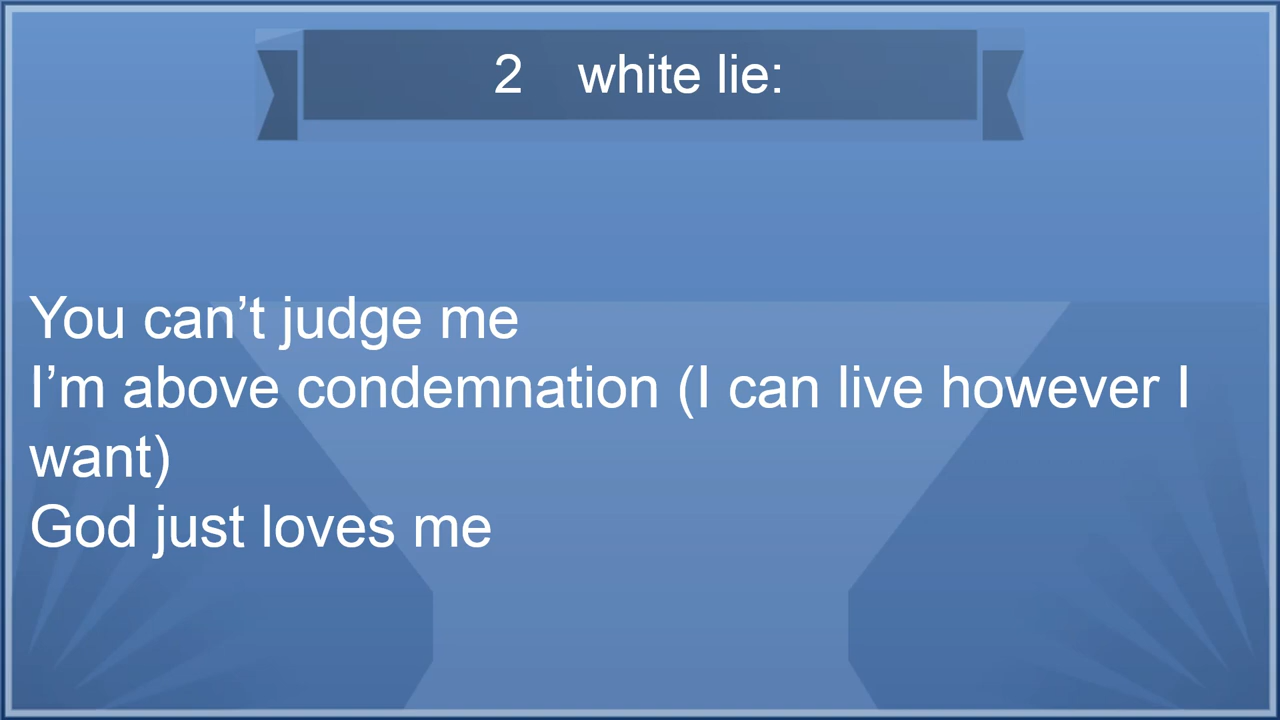 2    white lie:
You can’t judge me
I’m above condemnation (I can live however I
want)
God just loves me